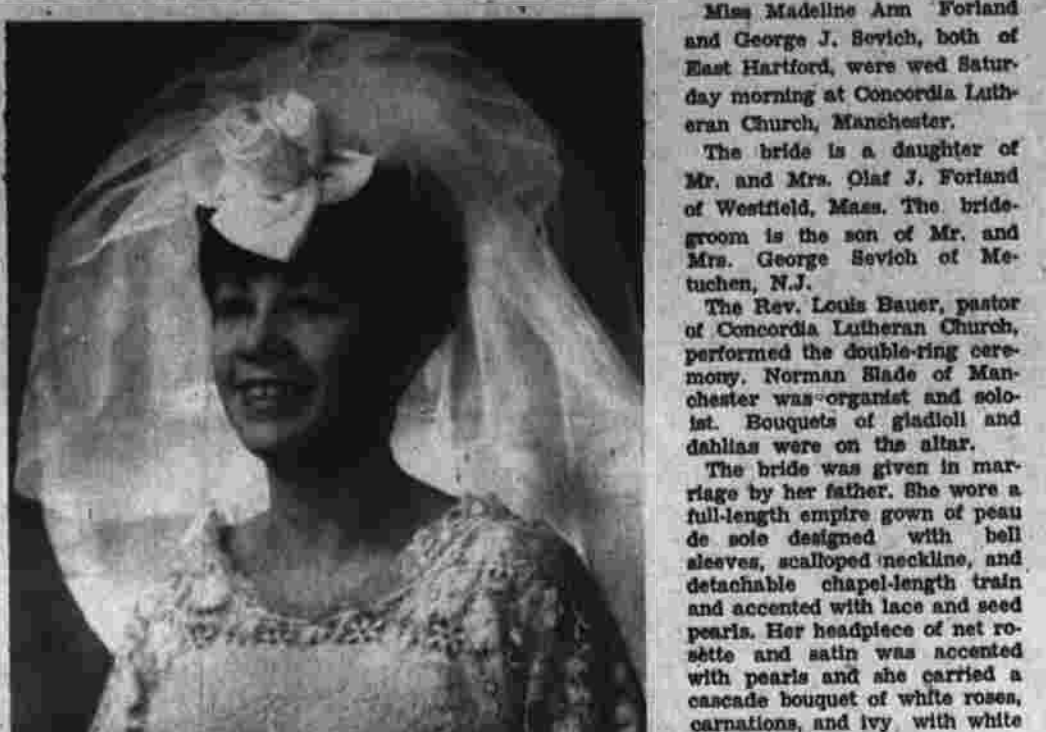 Miss Madeline Ann Forland
and George J. Sevich, both of
East Hartford, were wed Satur-
day morning at Concordia Luth-
eran Church, Manchester.
The bride is a daughter of
Mr. and Mrs. Olaf J. Forland
of Westfield, Mass. The bride-
groom is the son of Mr. and
Mrs. George Sevich of Me-
tuchen, N.J.
The Rev. Louis Bauer, pastor
of Concordia Lutheran Church,
performed the double-ring cere-
mony. Norman Slade of Man-
chester was organist and solo-
ist. Bouquets of gladioli and
dahlias were on the altar.
The bride was given in mar-
riage by her father. She wore a
full-length empire gown of peau
de soie designed with bell
sleeves, scalloped neckline, and
detachable chapel-length train
and accented with lace and seed
pearls. Her headpiece of net ro-
sette and satin was accented
with pearls and she carried a
cascade bouquet of white roses,
carnations, and ivy with white